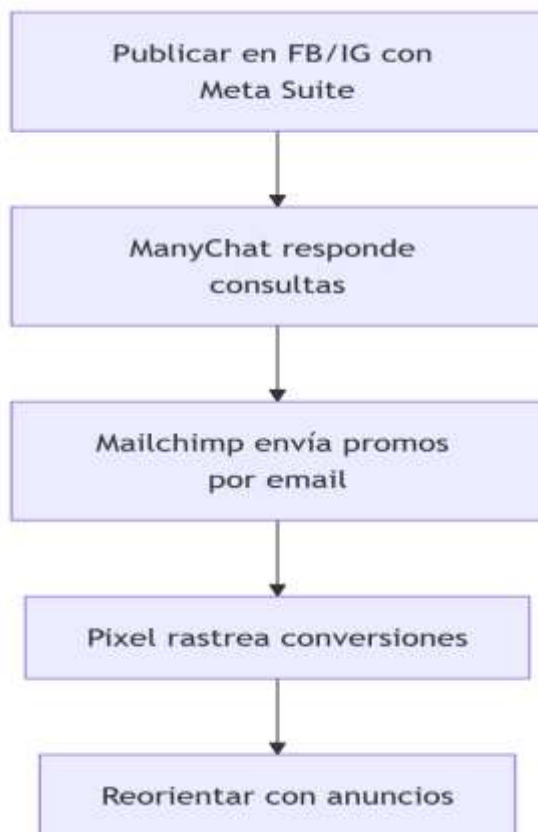 Publicar en FB/IG con
Meta Suite
ManyChat responde
consultas
Mailchimp envía promos
por email
Pixel rastrea conversiones
Reorientar con anuncios